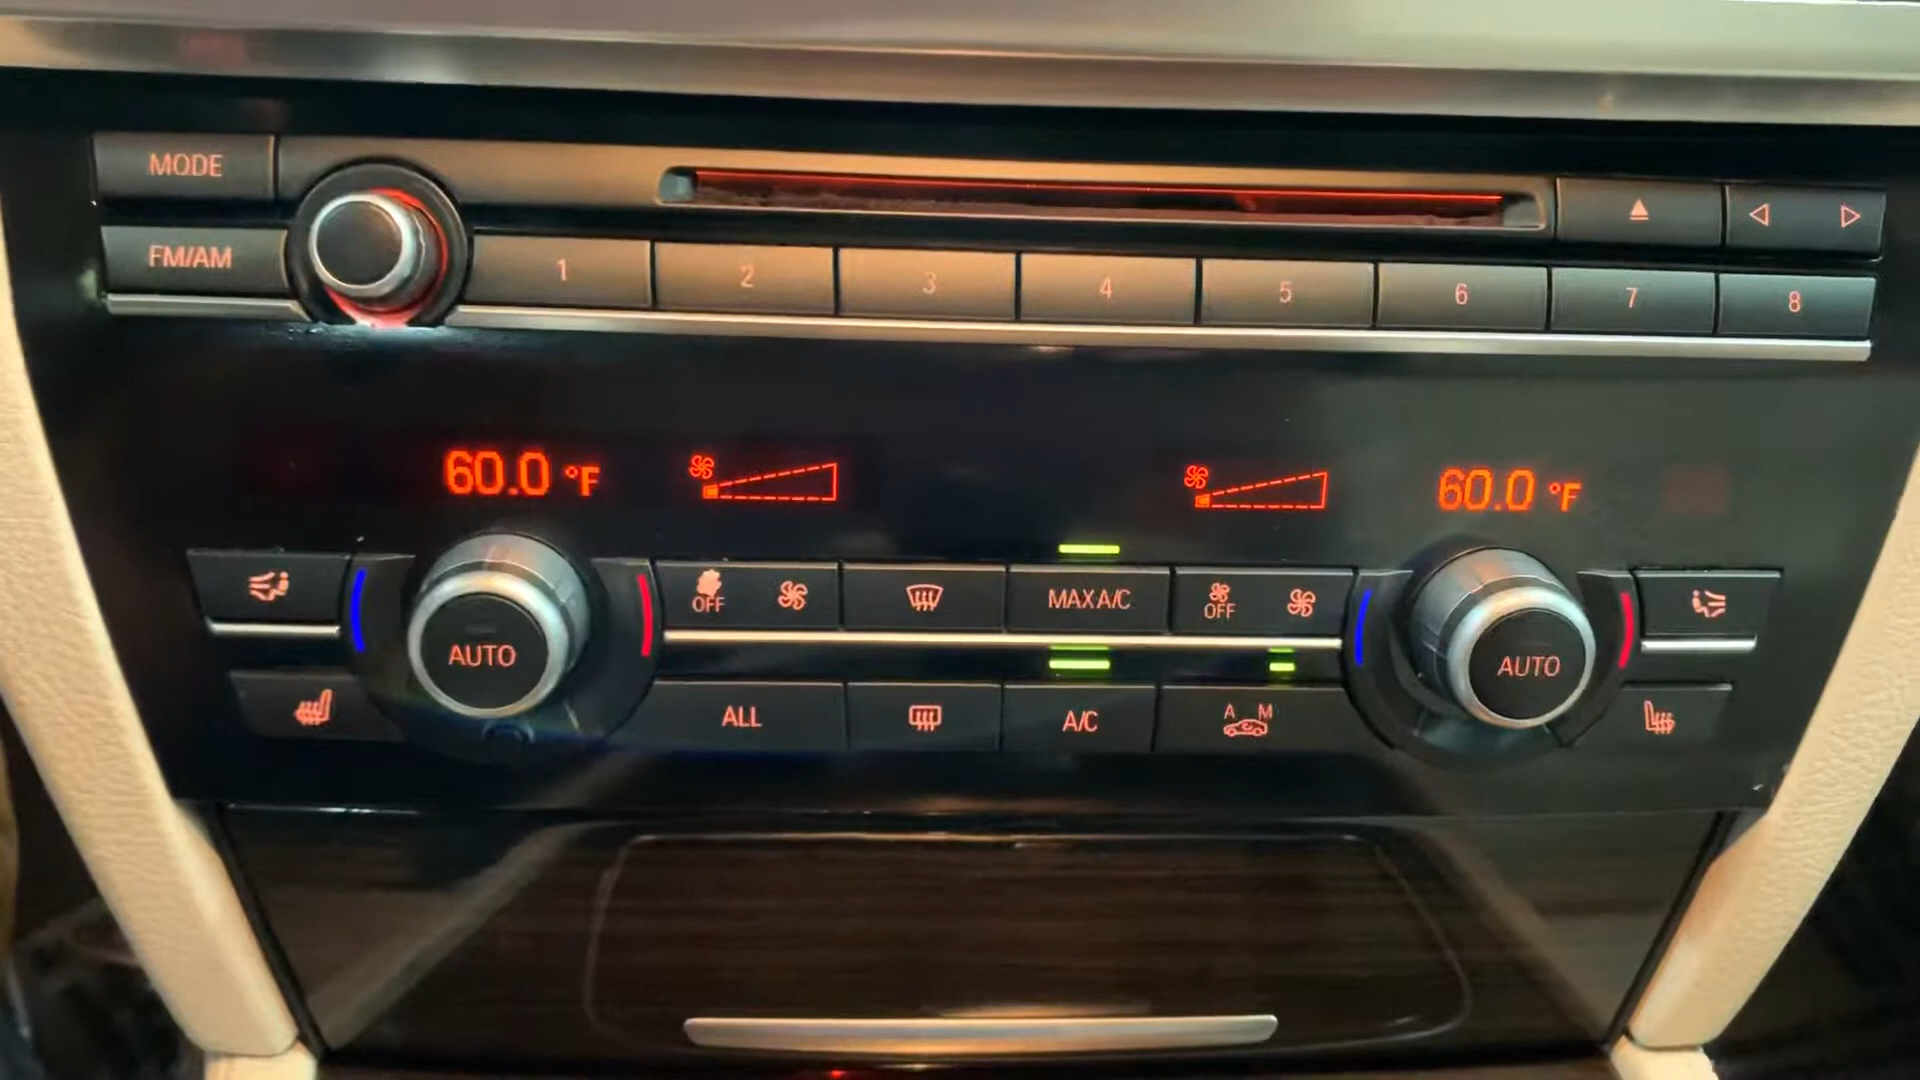 MODE
FM/AM
1 2 3 4 5 6 7 8
60.0 °F 60.0 °F
OFF MAX A/C OFF
AUTO AUTO
ALL A/C A M